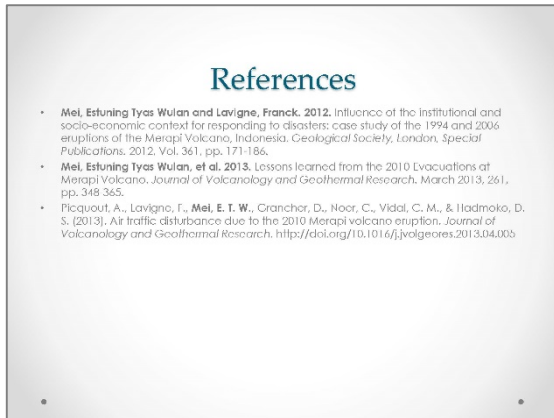 References
• Mei, Estuning Tyas Wulan and Lavigne, Franck. 2012. Influence of the institutional and
socio-economic context for responding to disasters: case study of the 1994 and 2006
eruptions of the Merapi Volcano, Indonesia. Geological Society, London, Special
Publications. 2012, Vol. 361, pp. 171-186.
• Mei, Estuning Tyas Wulan, et al. 2013. Lessons learned from the 2010 Evacuations at
Merapi Volcano. Journal of Volcanology and Geothermal Research. March 2013, 261,
pp. 348-365.
• Picquout, A., Lavigne, F., Mei, E. T. W., Grancher, D., Noer, C., Vidal, C. M., & Hadmoko, D.
S. (2013). Air traffic disturbance due to the 2010 Merapi volcano eruption. Journal of
Volcanology and Geothermal Research. http://doi.org/10.1016/j.jvolgeores.2013.04.005